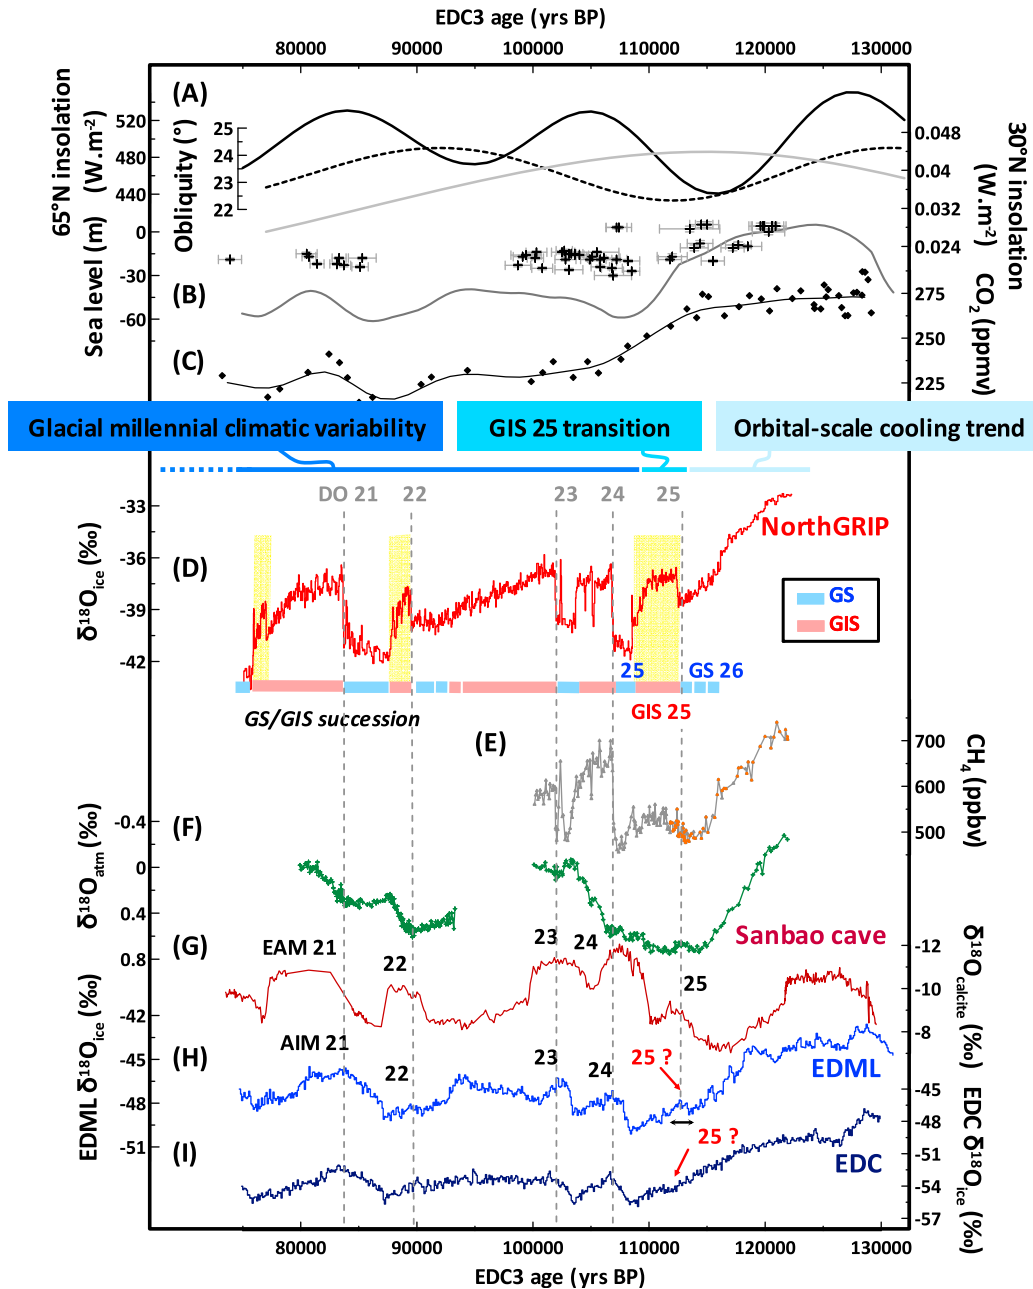 EDC3 age (yrs BP)
80000 90000 100000 110000 120000 130000
(A)
65°N insolation
(W.m⁻²)
520
480
440
Obliquity (°)
25
24
23
22
0.048
0.04
0.032
0.024
30°N insolation
(W.m⁻²)
Sea level (m)
0
-30
-60
(B)
275
250
225
CO₂ (ppmv)
(C)
Glacial millennial climatic variability
GIS 25 transition
Orbital-scale cooling trend
DO 21 22 23 24 25
-33
-36
-39
-42
δ¹⁸Oice (‰)
(D)
NorthGRIP
GS
GIS
25 GS 26
GS/GIS succession
GIS 25
(E)
700
600
500
CH₄ (ppbv)
(F)
-0.4
0
0.4
0.8
δ¹⁸Oatm (‰)
(G)
Sanbao cave
EAM 21 22 23 24 25
-12
-10
-8
δ¹⁸Ocalcite (‰)
(H)
AIM 21 22 23 24 25 ?
EDML
-42
-45
-48
-51
EDML δ¹⁸Oice (‰)
(I)
25 ?
EDC
-45
-48
-51
-54
-57
EDC δ¹⁸Oice (‰)
80000 90000 100000 110000 120000 130000
EDC3 age (yrs BP)